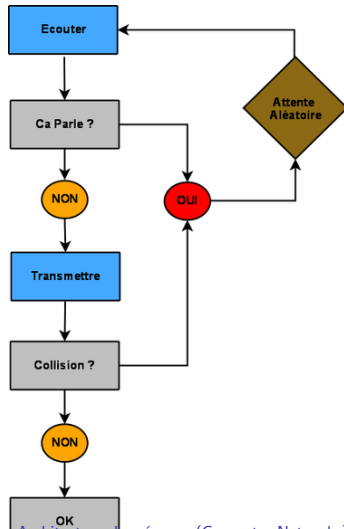 Ecouter
Ca Parle ?
Attente
Aléatoire
NON
OUI
Transmettre
Collision ?
NON
OK